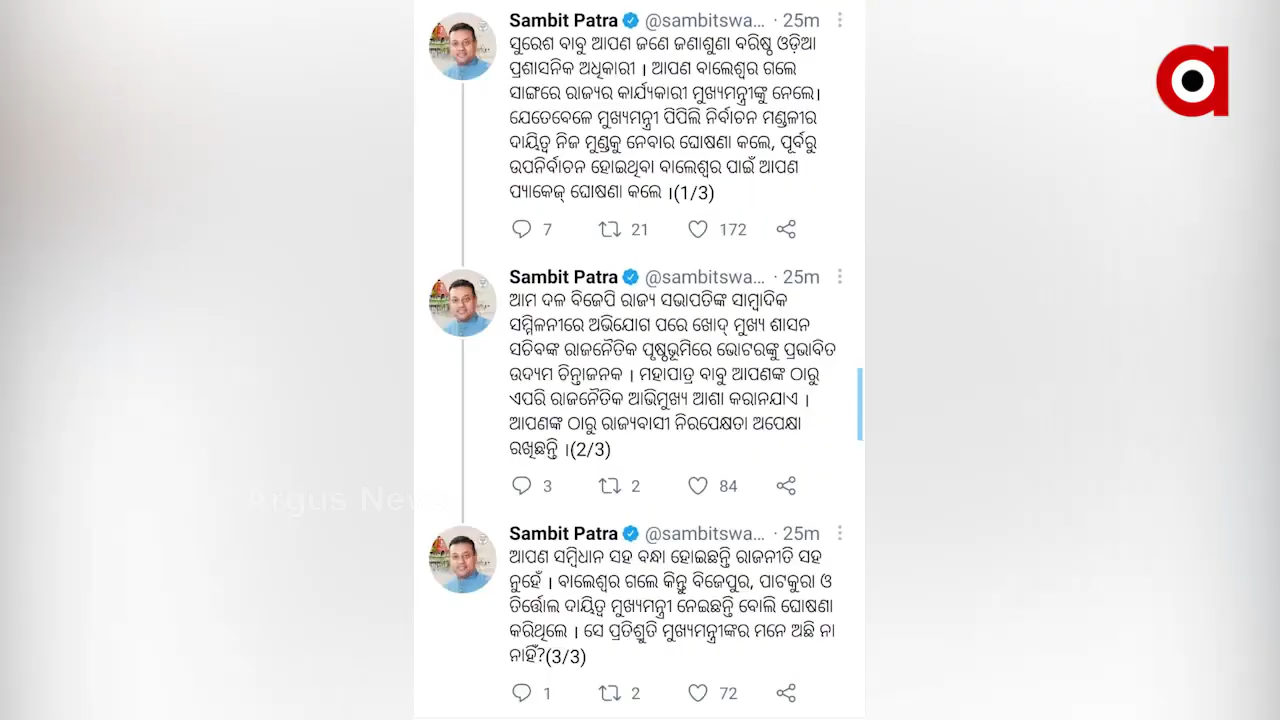 Sambit Patra @sambitswa... · 25m
ସୁରେଶ ବାବୁ ଆପଣ ଜଣେ ଜଣାଶୁଣା ବରିଷ୍ଠ ଓଡ଼ିଆ
ପ୍ରଶାସନିକ ଅଧିକାରୀ । ଆପଣ ବାଲେଶ୍ୱର ଗଲେ
ସାଙ୍ଗରେ ରାଜ୍ୟର କାର୍ଯ୍ୟକାରୀ ମୁଖ୍ୟମନ୍ତ୍ରୀଙ୍କୁ ନେଲେ।
ଯେତେବେଳେ ମୁଖ୍ୟମନ୍ତ୍ରୀ ପିପିଲି ନିର୍ବାଚନ ମଣ୍ଡଳୀର
ଦାୟିତ୍ୱ ନିଜ ମୁଣ୍ଡକୁ ନେବାର ଘୋଷଣା କଲେ, ପୂର୍ବରୁ
ଉପନିର୍ବାଚନ ହୋଇଥିବା ବାଲେଶ୍ୱର ପାଇଁ ଆପଣ
ପ୍ୟାକେଜ୍ ଘୋଷଣା କଲେ ।(1/3)
7 21 172
Sambit Patra @sambitswa... · 25m
ଆମ ଦଳ ବିଜେପି ରାଜ୍ୟ ସଭାପତିଙ୍କ ସାମ୍ବାଦିକ
ସମ୍ମିଳନୀରେ ଅଭିଯୋଗ ପରେ ଖୋଦ୍ ମୁଖ୍ୟ ଶାସନ
ସଚିବଙ୍କ ରାଜନୈତିକ ପୃଷ୍ଠଭୂମିରେ ଭୋଟରଙ୍କୁ ପ୍ରଭାବିତ
ଉଦ୍ୟମ ଚିନ୍ତାଜନକ । ମହାପାତ୍ର ବାବୁ ଆପଣଙ୍କ ଠାରୁ
ଏପରି ରାଜନୈତିକ ଆଭିମୁଖ୍ୟ ଆଶା କରାନଯାଏ ।
ଆପଣଙ୍କ ଠାରୁ ରାଜ୍ୟବାସୀ ନିରପେକ୍ଷତା ଅପେକ୍ଷା
ରଖିଛନ୍ତି ।(2/3)
3 2 84
Argus News
Sambit Patra @sambitswa... · 25m
ଆପଣ ସମ୍ବିଧାନ ସହ ବନ୍ଧା ହୋଇଛନ୍ତି ରାଜନୀତି ସହ
ନୁହେଁ । ବାଲେଶ୍ୱର ଗଲେ କିନ୍ତୁ ବିଜେପୁର, ପାଟକୁରା ଓ
ତିର୍ତ୍ତୋଲ ଦାୟିତ୍ୱ ମୁଖ୍ୟମନ୍ତ୍ରୀ ନେଇଛନ୍ତି ବୋଲି ଘୋଷଣା
କରିଥିଲେ । ସେ ପ୍ରତିଶ୍ରୁତି ମୁଖ୍ୟମନ୍ତ୍ରୀଙ୍କର ମନେ ଅଛି ନା
ନାହିଁ?(3/3)
1 2 72